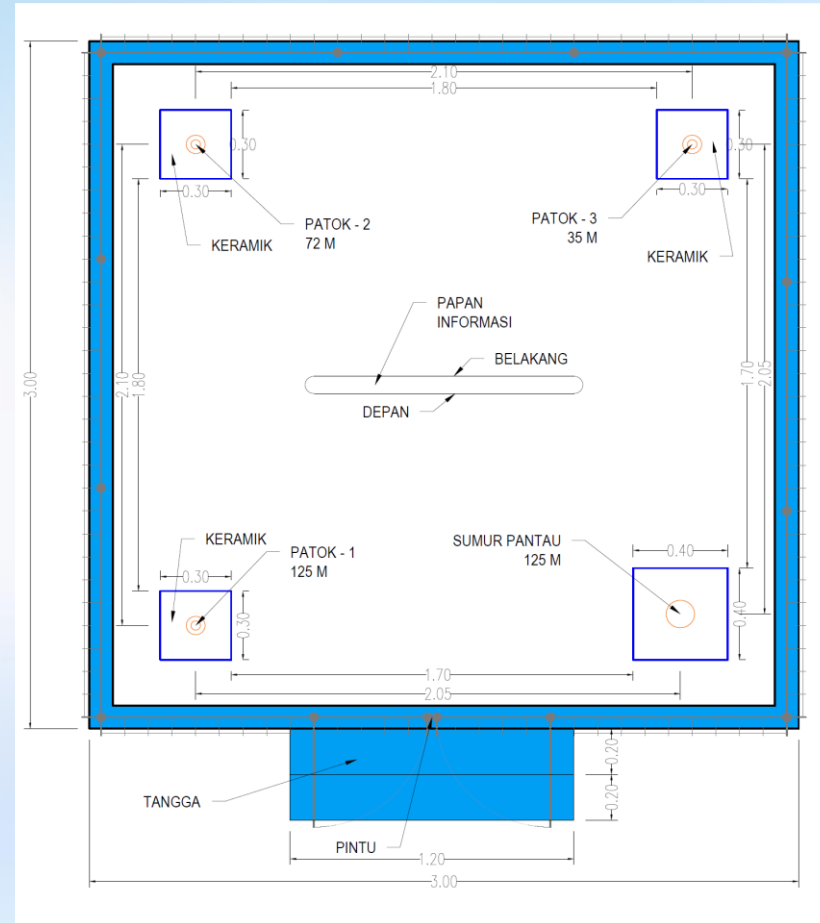 2.10
1.80
0.30
0.30
0.30
0.30
PATOK - 2
72 M
PATOK - 3
35 M
KERAMIK
KERAMIK
PAPAN
INFORMASI
BELAKANG
DEPAN
3.00
2.10
1.80
1.70
2.05
KERAMIK
PATOK - 1
125 M
SUMUR PANTAU
125 M
0.40
0.30
0.30
0.40
1.70
2.05
TANGGA
0.20
0.20
PINTU
1.20
3.00